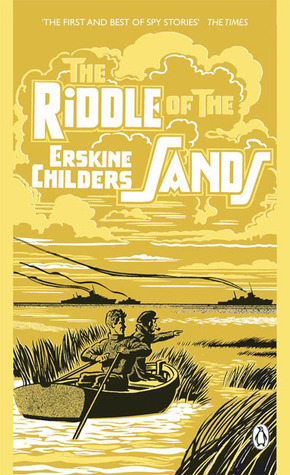 'THE FIRST AND BEST OF SPY STORIES' THE TIMES
THE
RIDDLE OF THE
ERSKINE
CHILDERS SANDS